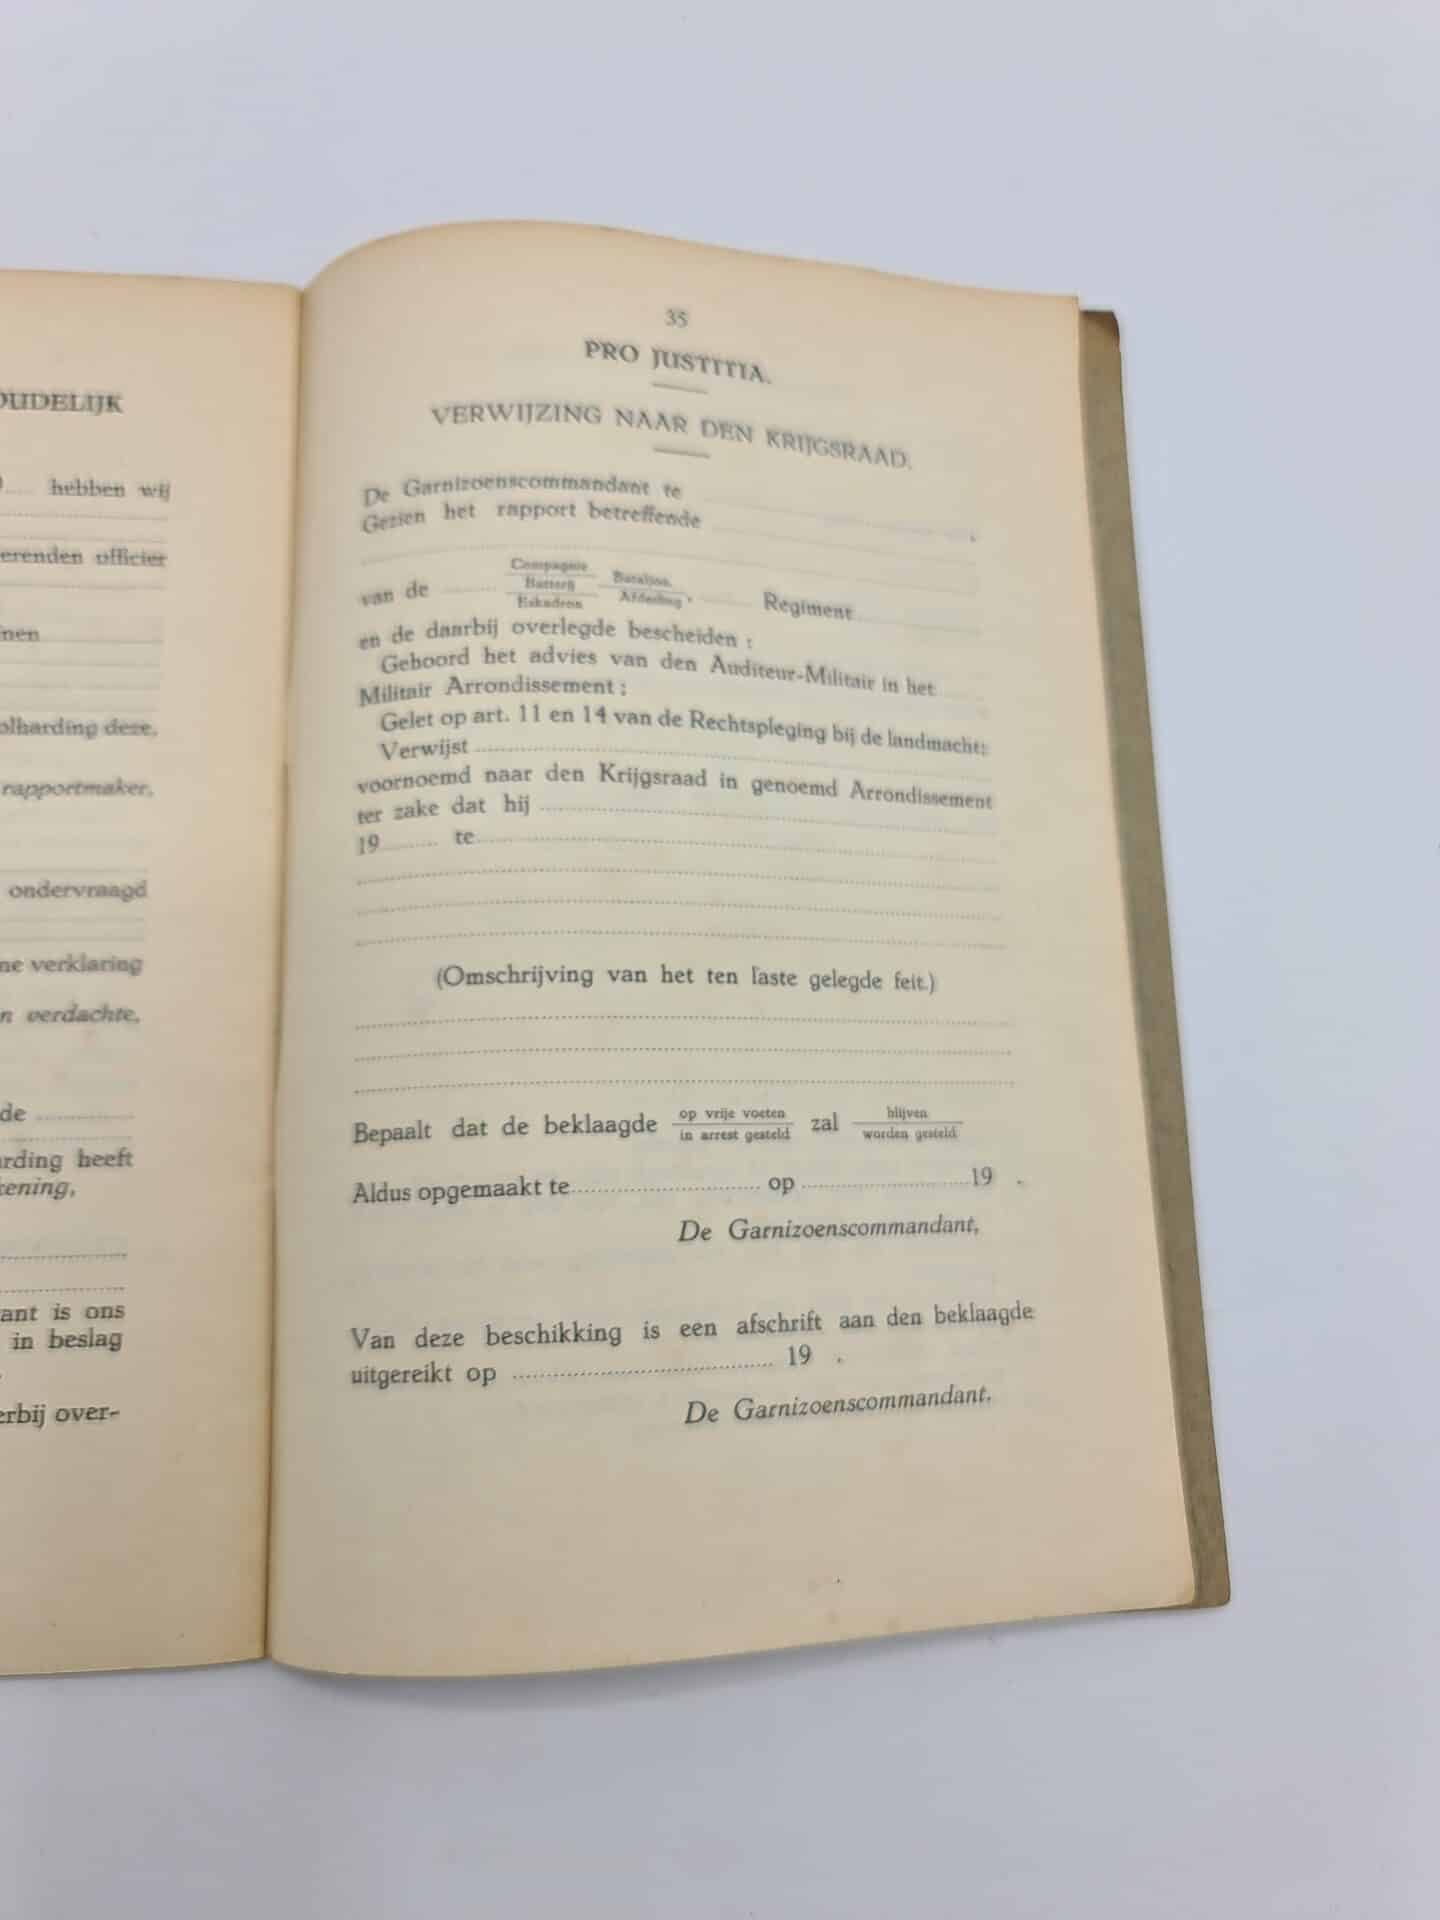 OUDELIJK
hebben wij
erenden officier
nen
olharding deze,
rapportmaker,
ondervraagd
ne verklaring
n verdachte,
de
arding heeft
kening,
ant is ons
in beslag
erbij over-
35
PRO JUSTITIA.
VERWIJZING NAAR DEN KRIJGSRAAD.
De Garnizoenscommandant te
Gezien het rapport betreffende
van de Compagnie Batterij Eskadron Bataljon, Afdeeling, Regiment
en de daarbij overlegde bescheiden ;
Gehoord het advies van den Auditeur-Militair in het
Militair Arrondissement ;
Gelet op art. 11 en 14 van de Rechtspleging bij de landmacht;
Verwijst
voornoemd naar den Krijgsraad in genoemd Arrondissement
ter zake dat hij
19 te
(Omschrijving van het ten laste gelegde feit.)
Bepaalt dat de beklaagde op vrije voeten in arrest gesteld zal blijven worden gesteld
Aldus opgemaakt te op 19 .
De Garnizoenscommandant,
Van deze beschikking is een afschrift aan den beklaagde
uitgereikt op 19 .
De Garnizoenscommandant,